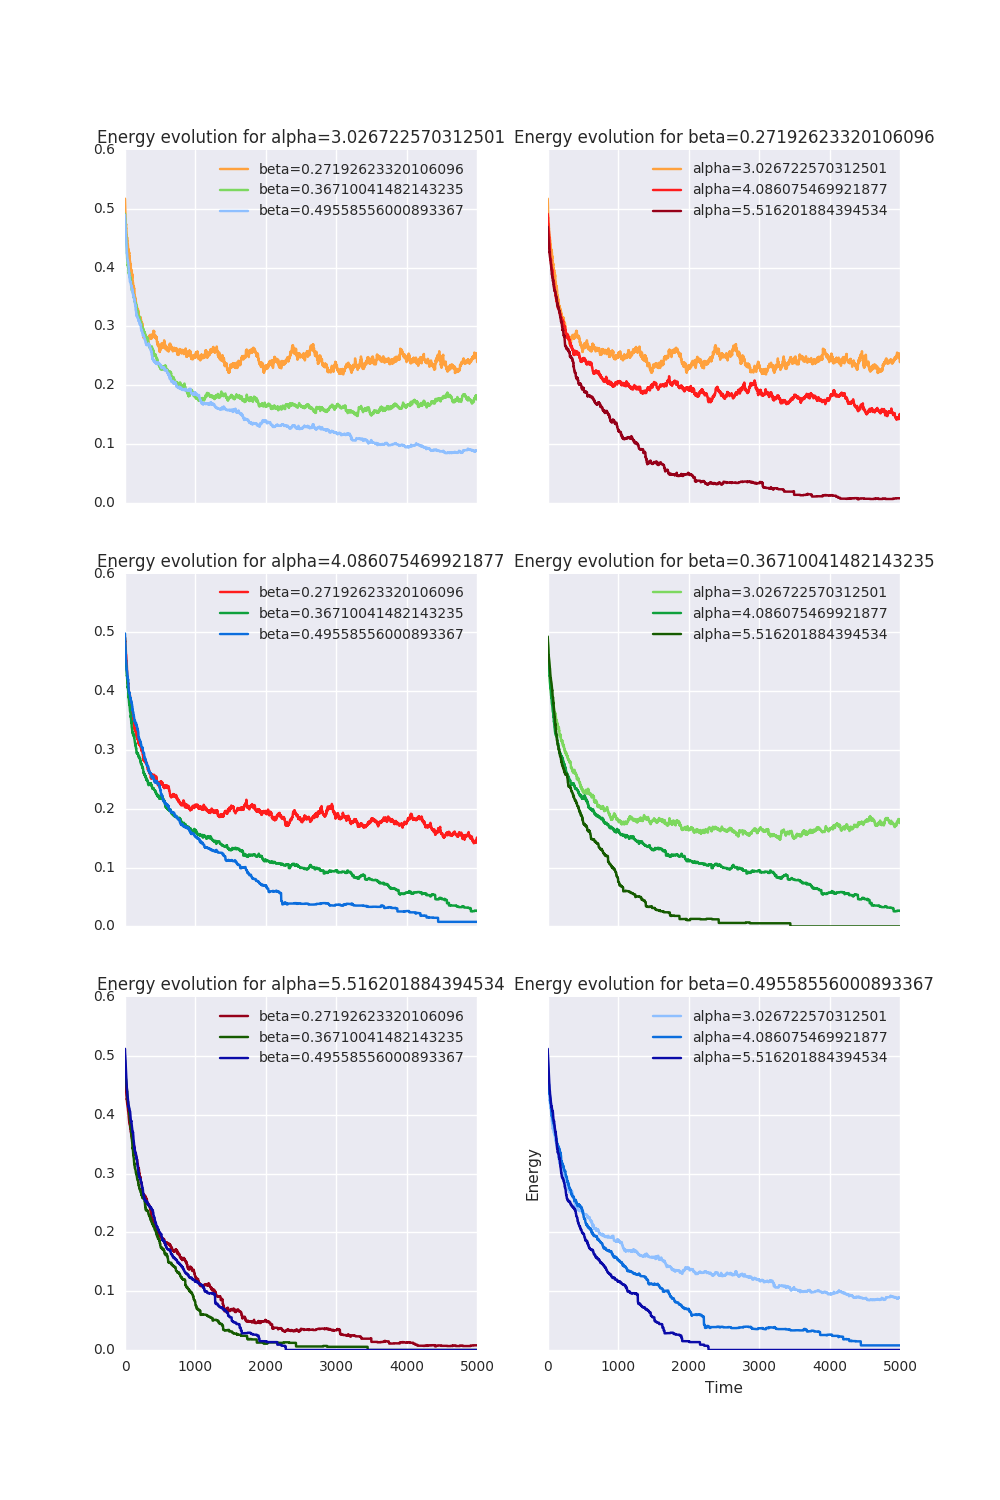 Energy evolution for alpha=3.026722570312501
0.6
0.5
0.4
0.3
0.2
0.1
0.0
beta=0.27192623320106096
beta=0.36710041482143235
beta=0.49558556000893367
Energy evolution for beta=0.27192623320106096
alpha=3.026722570312501
alpha=4.086075469921877
alpha=5.516201884394534
Energy evolution for alpha=4.086075469921877
0.6
0.5
0.4
0.3
0.2
0.1
0.0
beta=0.27192623320106096
beta=0.36710041482143235
beta=0.49558556000893367
Energy evolution for beta=0.36710041482143235
alpha=3.026722570312501
alpha=4.086075469921877
alpha=5.516201884394534
Energy evolution for alpha=5.516201884394534
0.6
0.5
0.4
0.3
0.2
0.1
0.0
beta=0.27192623320106096
beta=0.36710041482143235
beta=0.49558556000893367
0 1000 2000 3000 4000 5000
Energy evolution for beta=0.49558556000893367
alpha=3.026722570312501
alpha=4.086075469921877
alpha=5.516201884394534
Energy
0 1000 2000 3000 4000 5000
Time